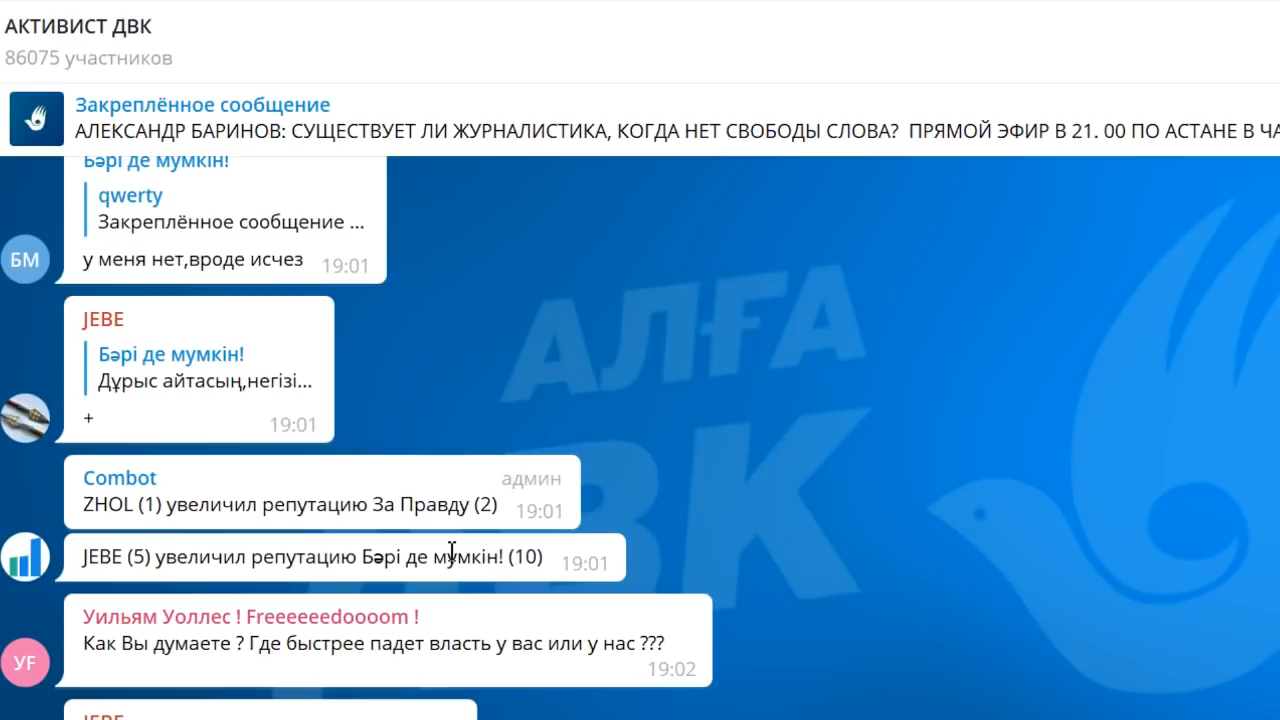 АКТИВИСТ ДВК
86075 участников
Закреплённое сообщение
АЛЕКСАНДР БАРИНОВ: СУЩЕСТВУЕТ ЛИ ЖУРНАЛИСТИКА, КОГДА НЕТ СВОБОДЫ СЛОВА? ПРЯМОЙ ЭФИР В 21. 00 ПО АСТАНЕ В
Бәрі де мүмкін!
qwerty
Закреплённое сообщение ...
у меня нет,вроде исчез 19:01
БМ
JEBE
Бәрі де мүмкін!
Дұрыс айтасың,негізі...
+ 19:01
Combot админ
ZHOL (1) увеличил репутацию За Правду (2) 19:01
JEBE (5) увеличил репутацию Бәрі де мүмкін! (10) 19:01
Уильям Уоллес ! Freeeeeedoooom !
Как Вы думаете ? Где быстрее падет власть у вас или у нас ???
УF
19:02
JEBE
АЛҒА
ДВК